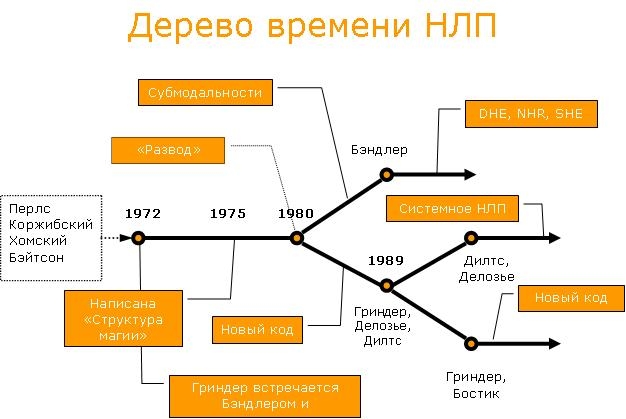 Дерево времени НЛП
Субмодальности
DHE, NHR, SHE
«Развод»
Бэндлер
Перлс
Коржибский
Хомский
Бэйтсон
1972
1975
1980
Системное НЛП
1989
Дилтс,
Делозье
Написана
«Структура
магии»
Новый код
Гриндер,
Делозье,
Дилтс
Новый код
Гриндер встречается
Бэндлером и
Гриндер,
Бостик